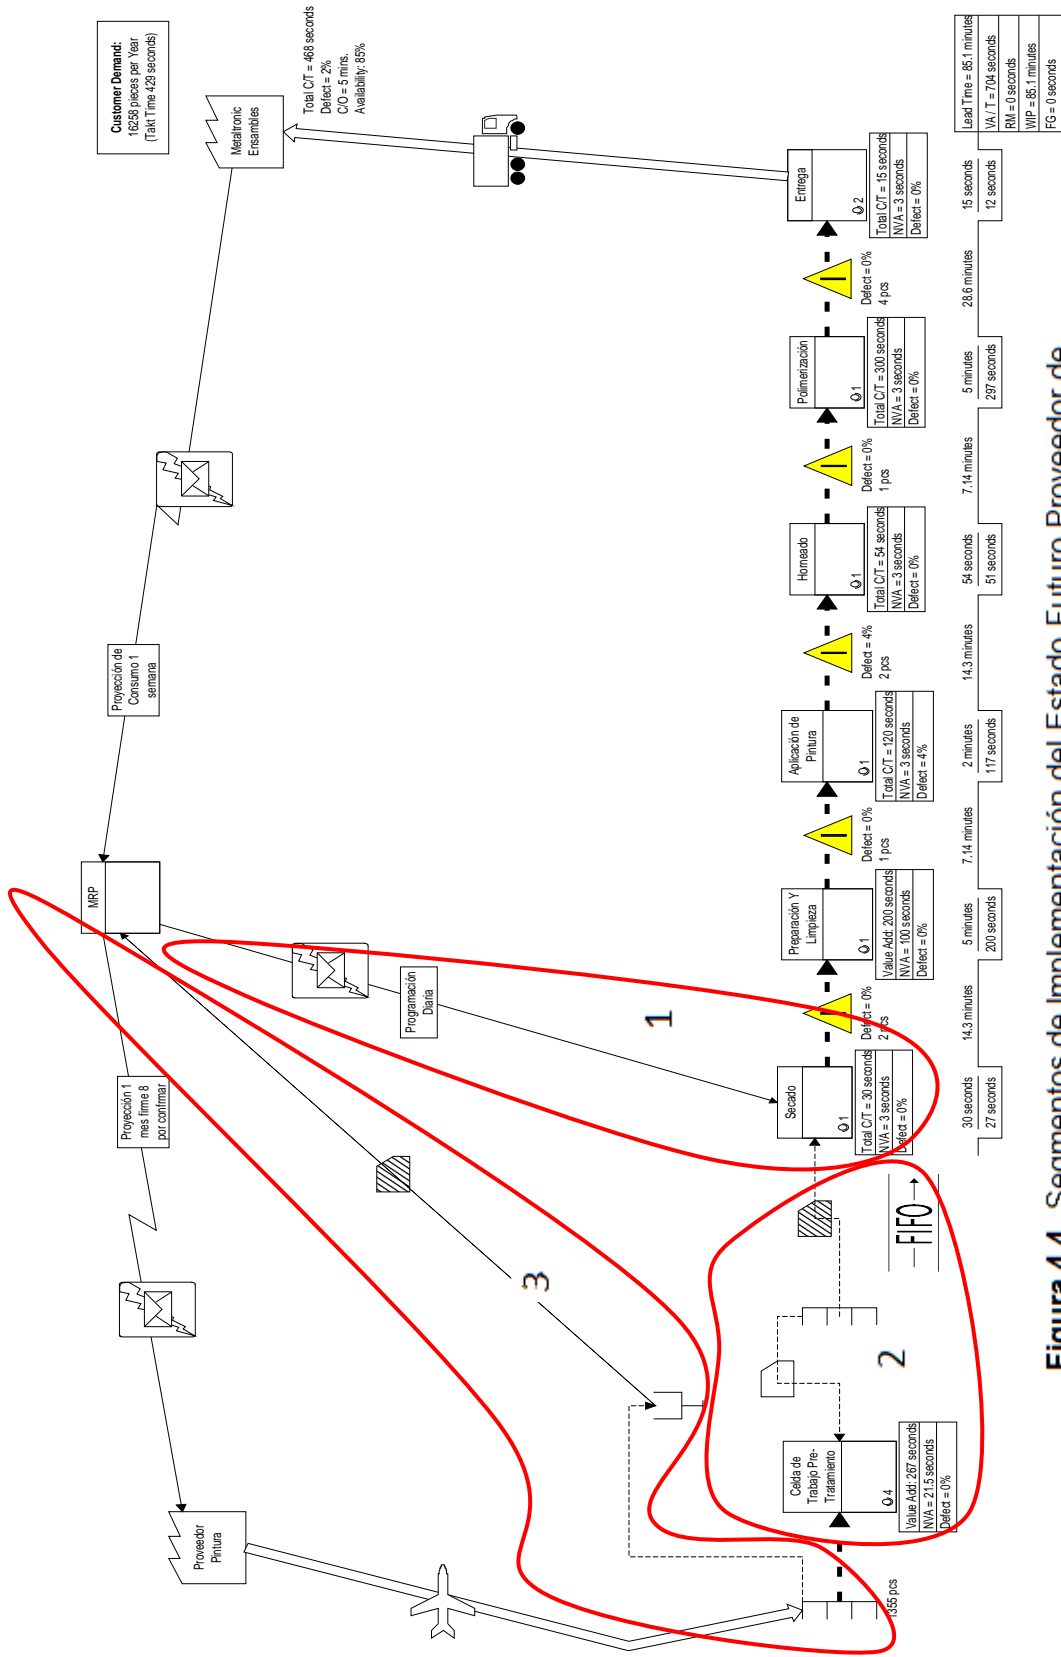 Customer Demand:
16258 pieces per Year
(Takt Time 429 seconds)
Metaltronic
Ensambles
Total C/T = 468 seconds
Defect = 2%
C/O = 5 mins.
Availability: 85%
Proyección de
Consumo 1
semana
MRP
Proyección 1
mes firme 8
por confirmar
Proveedor
Pintura
Programación
Diaria
1
3
2
355 pcs
Celda de
Trabajo Pre-
Tratamiento
4
Value Add: 267 seconds
NVA = 21.5 seconds
Defect = 0%
FIFO
Secado
1
Total C/T = 30 seconds
NVA = 3 seconds
Defect = 0%
Defect = 0%
2 pcs
Preparación Y
Limpieza
1
Value Add: 200 seconds
NVA = 100 seconds
Defect = 0%
Defect = 0%
1 pcs
Aplicación de
Pintura
1
Total C/T = 120 seconds
NVA = 3 seconds
Defect = 4%
Defect = 4%
2 pcs
Horneado
1
Total C/T = 54 seconds
NVA = 3 seconds
Defect = 0%
Defect = 0%
1 pcs
Polimerización
1
Total C/T = 300 seconds
NVA = 3 seconds
Defect = 0%
Defect = 0%
4 pcs
Entrega
2
Total C/T = 15 seconds
NVA = 3 seconds
Defect = 0%
30 seconds
27 seconds
14.3 minutes
5 minutes
200 seconds
7.14 minutes
2 minutes
117 seconds
14.3 minutes
54 seconds
51 seconds
7.14 minutes
5 minutes
297 seconds
28.6 minutes
15 seconds
12 seconds
Lead Time = 85.1 minutes
VA / T = 704 seconds
RM = 0 seconds
WIP = 85.1 minutes
FG = 0 seconds
Figura 4.4. Segmentos de Implementación del Estado Futuro Proveedor de